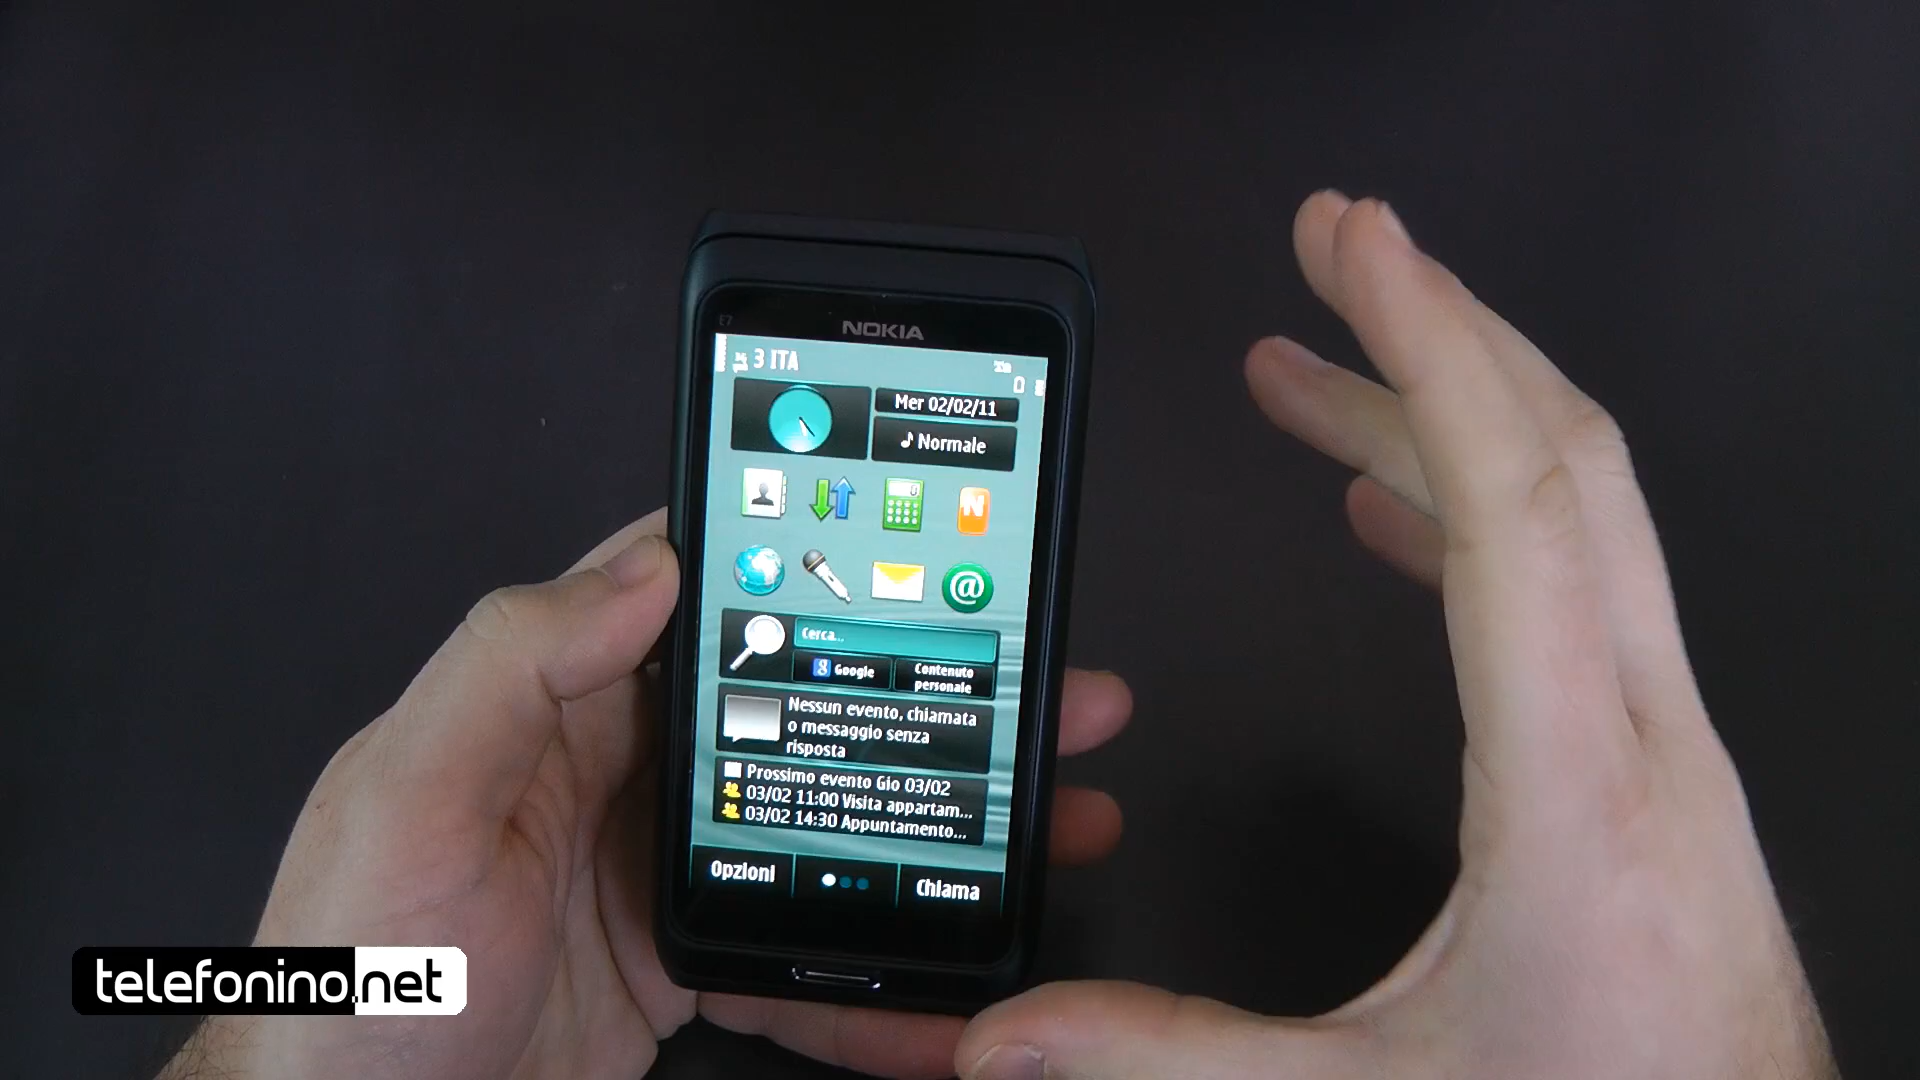 E7
NOKIA
3 ITA
Mer 02/02/11
Normale
Cerca...
Google
Contenuto
personale
Nessun evento, chiamata
o messaggio senza
risposta
Prossimo evento Gio 03/02
03/02 11:00 Visita appartam...
03/02 14:30 Appuntamento...
Opzioni
Chiama
telefonino.net